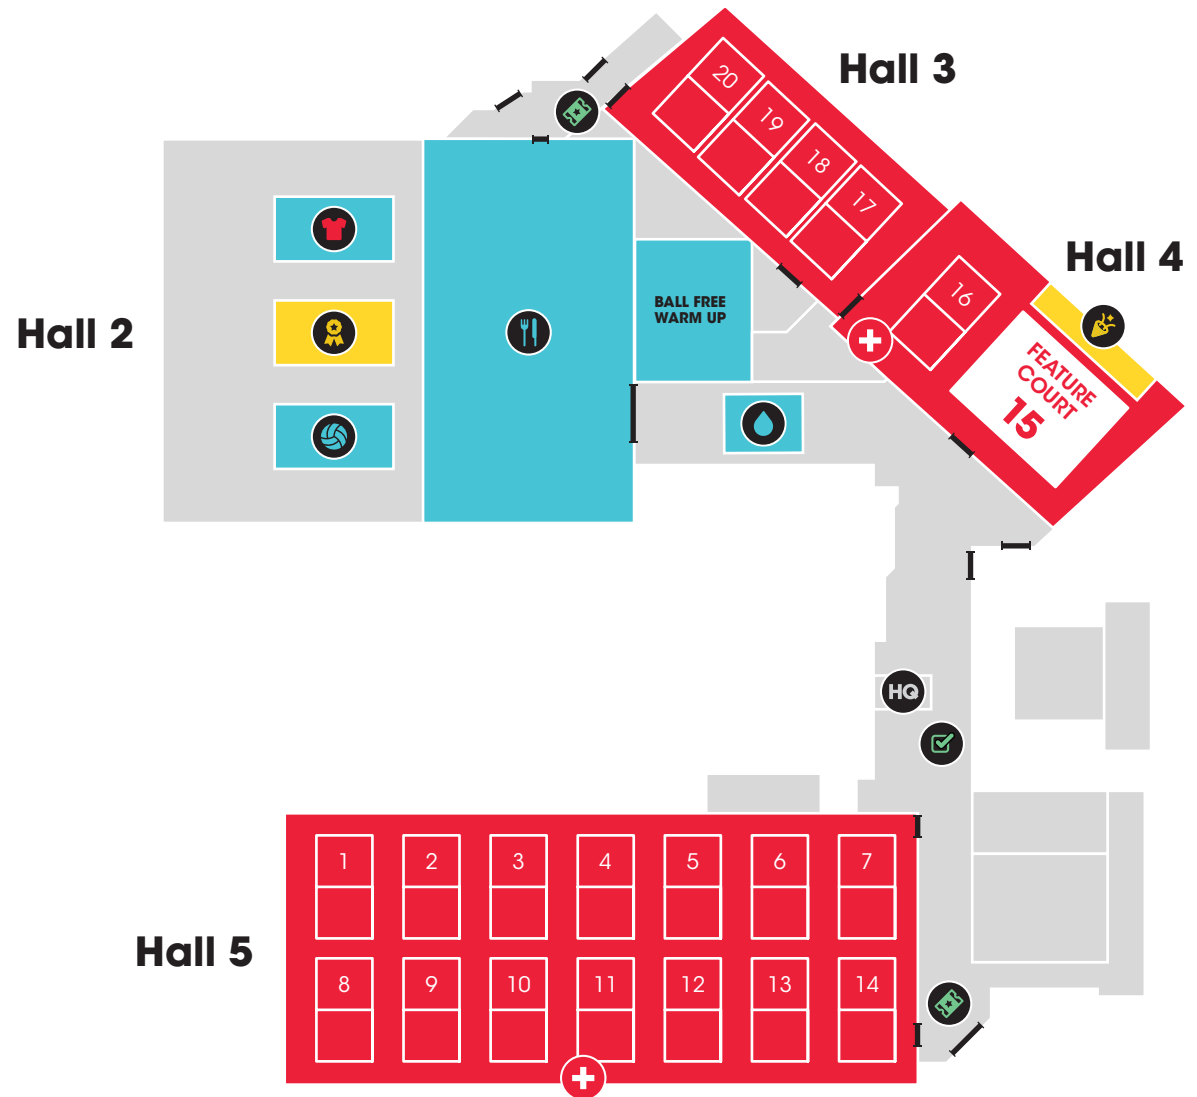 Hall 3
20
19
18
17
Hall 4
16
FEATURE
COURT
15
Hall 2
BALL FREE
WARM UP
HQ
Hall 5
1 2 3 4 5 6 7
8 9 10 11 12 13 14